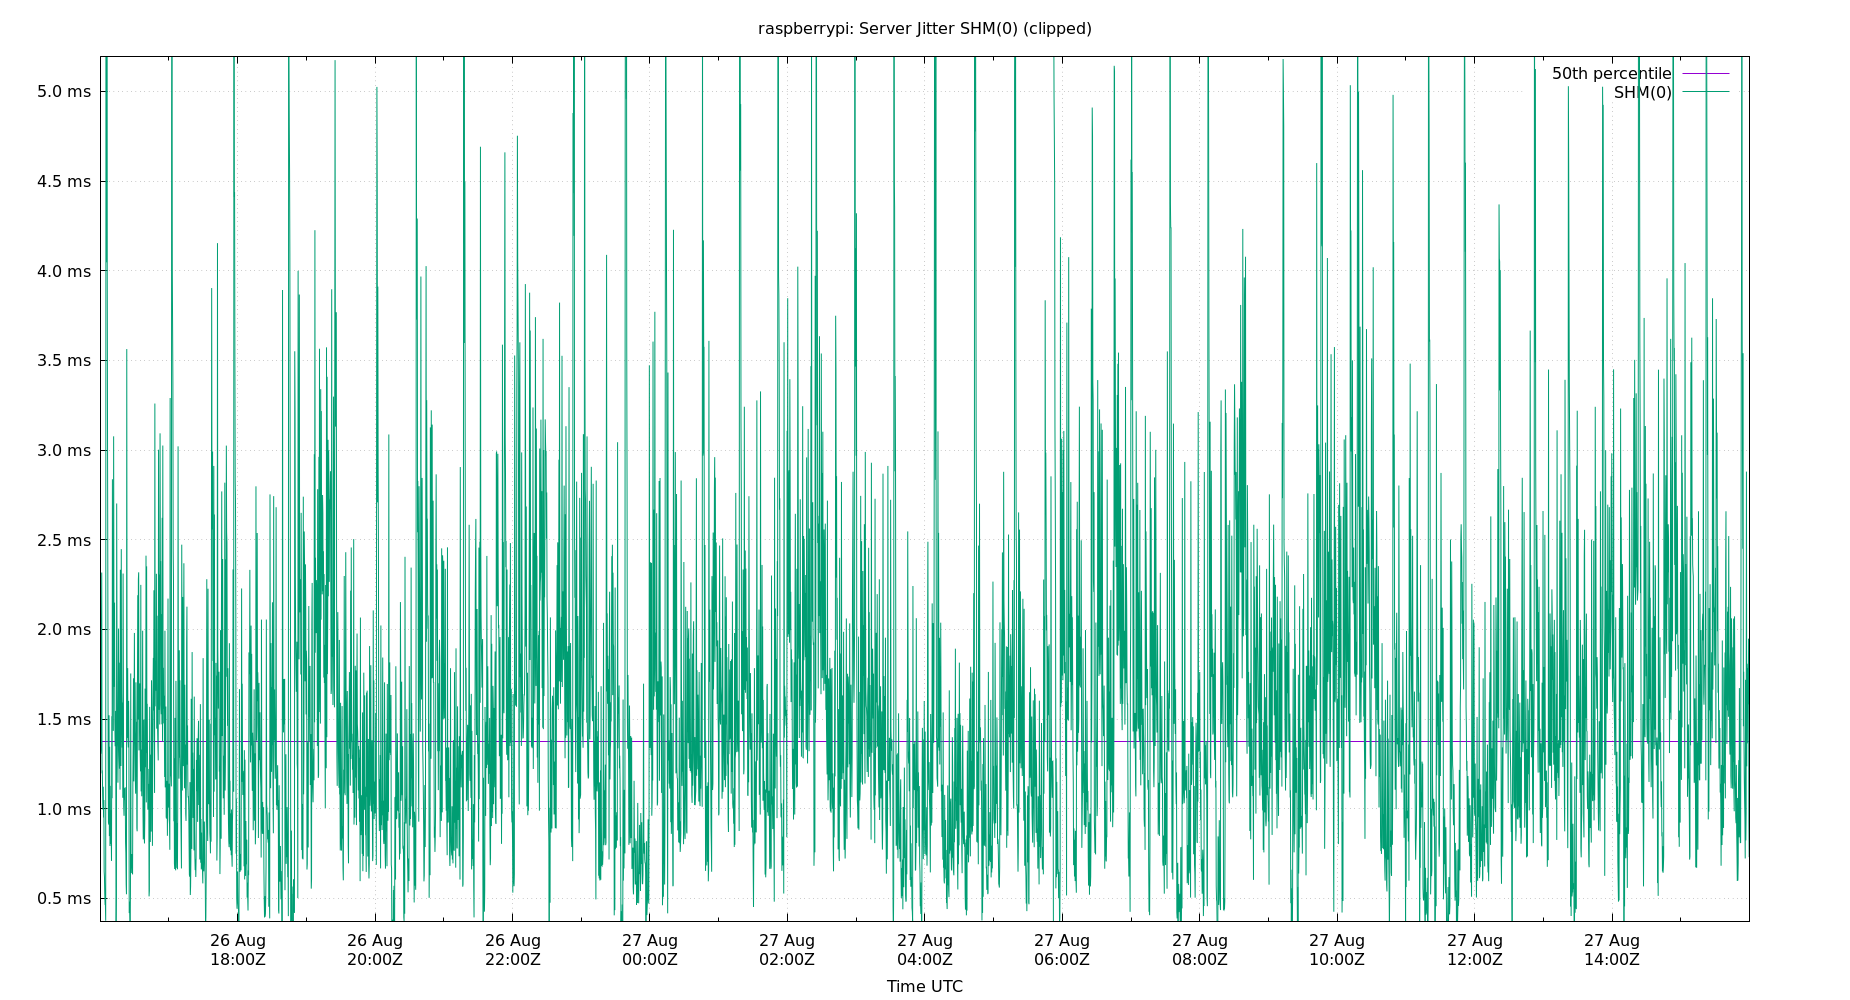 raspberrypi: Server Jitter SHM(0) (clipped)
50th percentile
SHM(0)
5.0 ms
4.5 ms
4.0 ms
3.5 ms
3.0 ms
2.5 ms
2.0 ms
1.5 ms
1.0 ms
0.5 ms
26 Aug 26 Aug 26 Aug 27 Aug 27 Aug 27 Aug 27 Aug 27 Aug 27 Aug 27 Aug 27 Aug
18:00Z 20:00Z 22:00Z 00:00Z 02:00Z 04:00Z 06:00Z 08:00Z 10:00Z 12:00Z 14:00Z
Time UTC